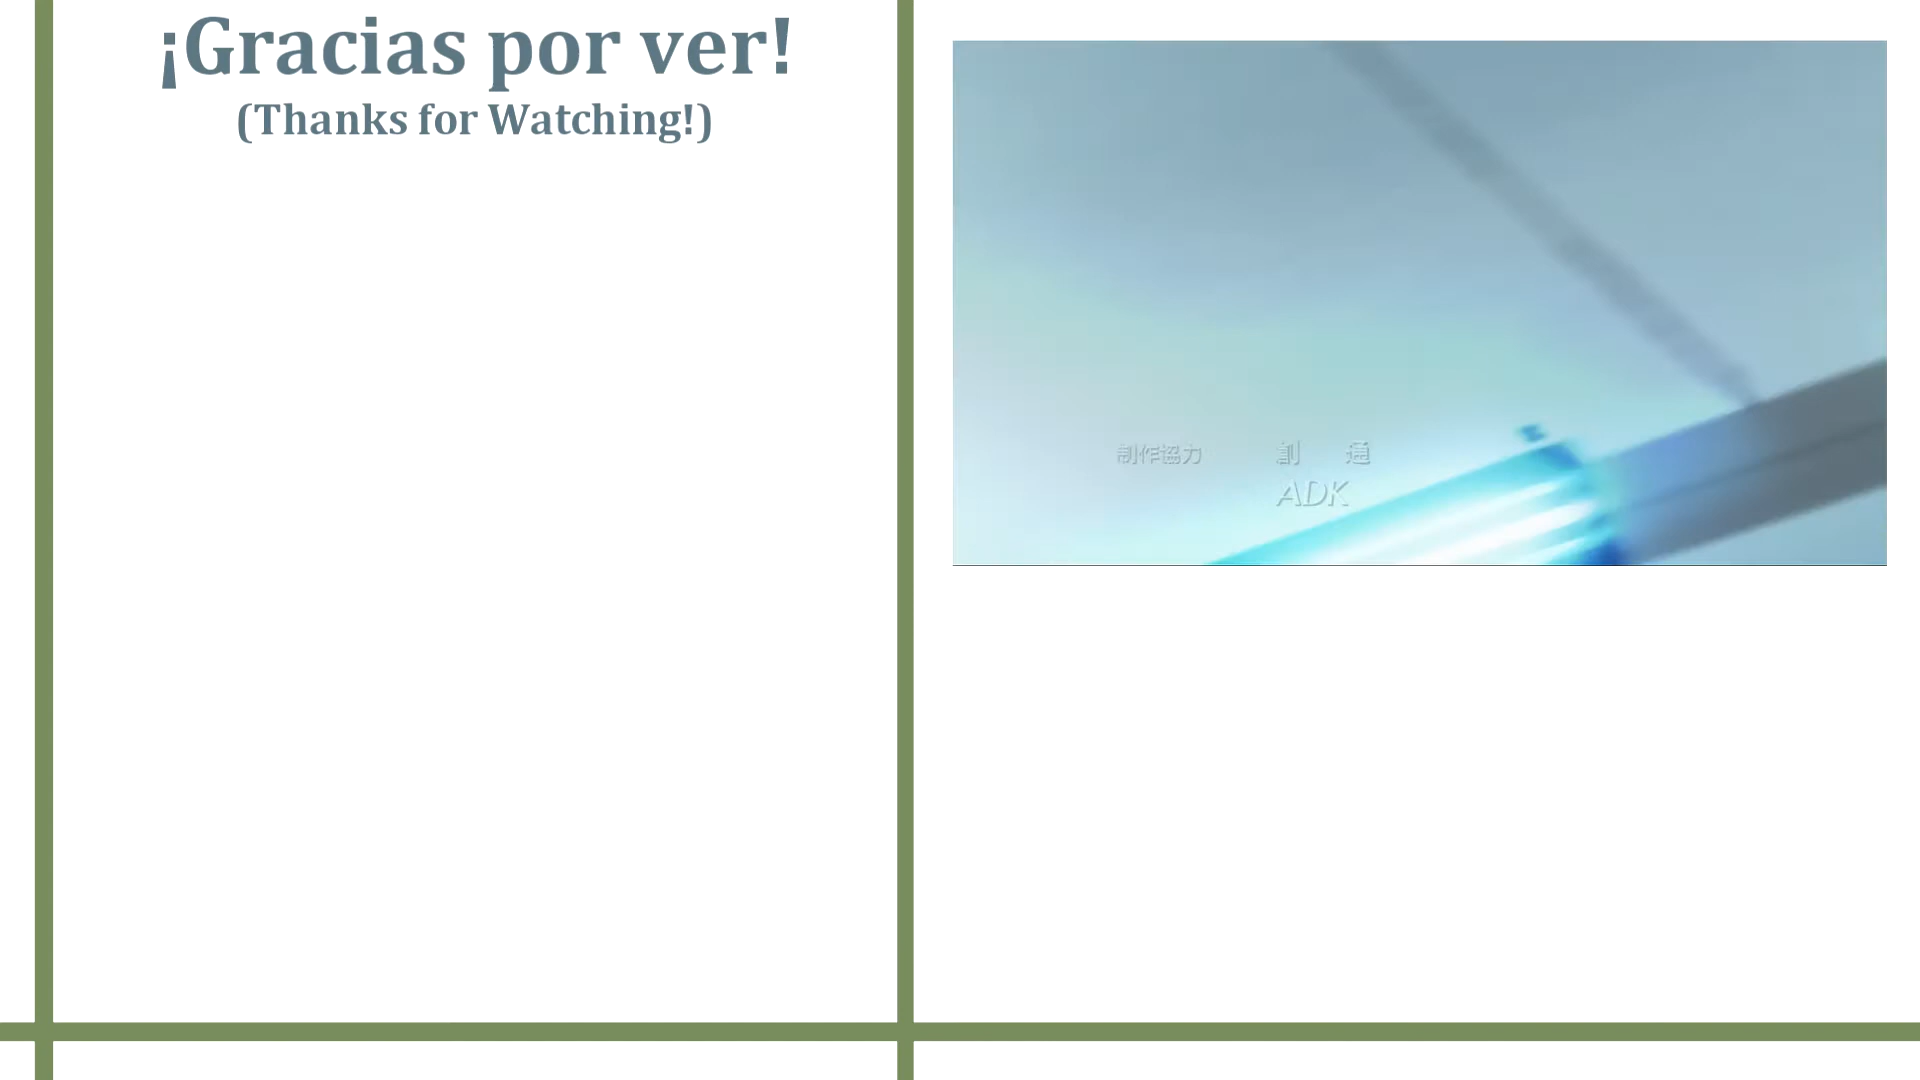 ¡Gracias por ver!
(Thanks for Watching!)
制作協力 創 通
ADK